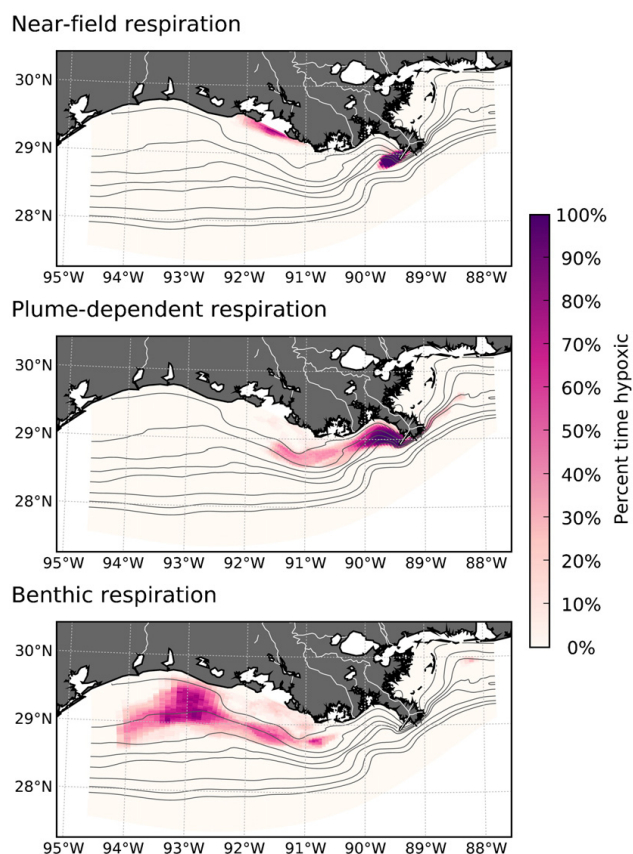 Near-field respiration
30°N
29°N
28°N
95°W 94°W 93°W 92°W 91°W 90°W 89°W 88°W
Plume-dependent respiration
30°N
29°N
28°N
95°W 94°W 93°W 92°W 91°W 90°W 89°W 88°W
Benthic respiration
30°N
29°N
28°N
95°W 94°W 93°W 92°W 91°W 90°W 89°W 88°W
100%
90%
80%
70%
60%
50%
40%
30%
20%
10%
0%
Percent time hypoxic